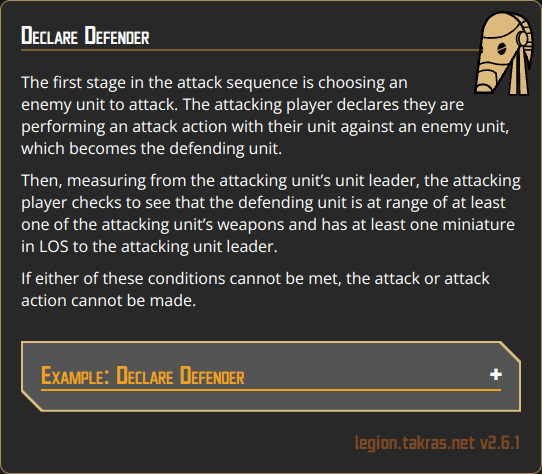 Declare Defender
The first stage in the attack sequence is choosing an
enemy unit to attack. The attacking player declares they are
performing an attack action with their unit against an enemy unit,
which becomes the defending unit.
Then, measuring from the attacking unit’s unit leader, the attacking
player checks to see that the defending unit is at range of at least
one of the attacking unit’s weapons and has at least one miniature
in LOS to the attacking unit leader.
If either of these conditions cannot be met, the attack or attack
action cannot be made.
Example: Declare Defender +
legion.takras.net v2.6.1